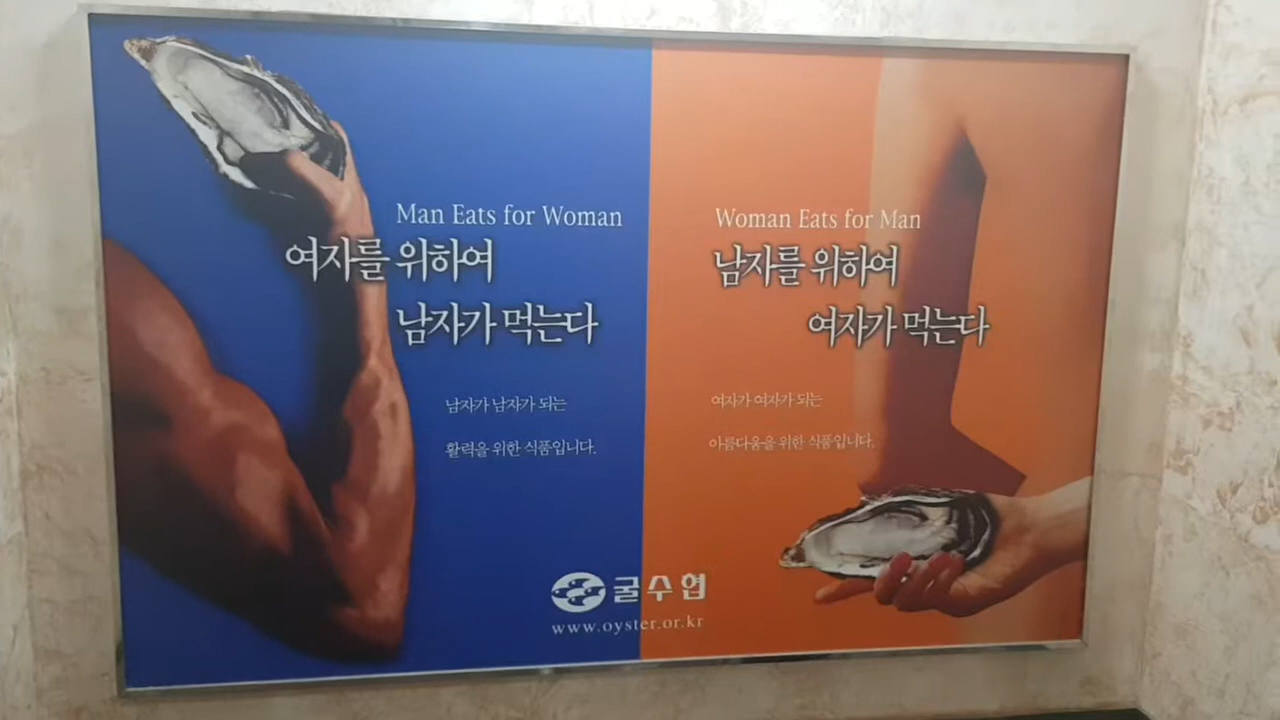 Man Eats for Woman
여자를 위하여
남자가 먹는다
남자가 남자가 되는
활력을 위한 식품입니다.
Woman Eats for Man
남자를 위하여
여자가 먹는다
여자가 여자가 되는
아름다움을 위한 식품입니다.
굴수협
www.oyster.or.kr